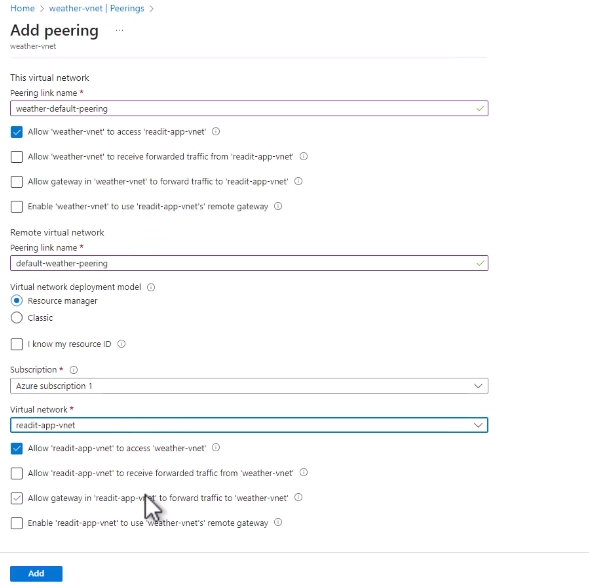 Home > weather-vnet | Peerings >
Add peering ...
weather-vnet
This virtual network
Peering link name *
weather-default-peering
Allow 'weather-vnet' to access 'readit-app-vnet'
Allow 'weather-vnet' to receive forwarded traffic from 'readit-app-vnet'
Allow gateway in 'weather-vnet' to forward traffic to 'readit-app-vnet'
Enable 'weather-vnet' to use 'readit-app-vnet's' remote gateway
Remote virtual network
Peering link name *
default-weather-peering
Virtual network deployment model
Resource manager
Classic
I know my resource ID
Subscription *
Azure subscription 1
Virtual network *
readit-app-vnet
Allow 'readit-app-vnet' to access 'weather-vnet'
Allow 'readit-app-vnet' to receive forwarded traffic from 'weather-vnet'
Allow gateway in 'readit-app-vnet' to forward traffic to 'weather-vnet'
Enable 'readit-app-vnet' to use 'weather-vnet's' remote gateway
Add